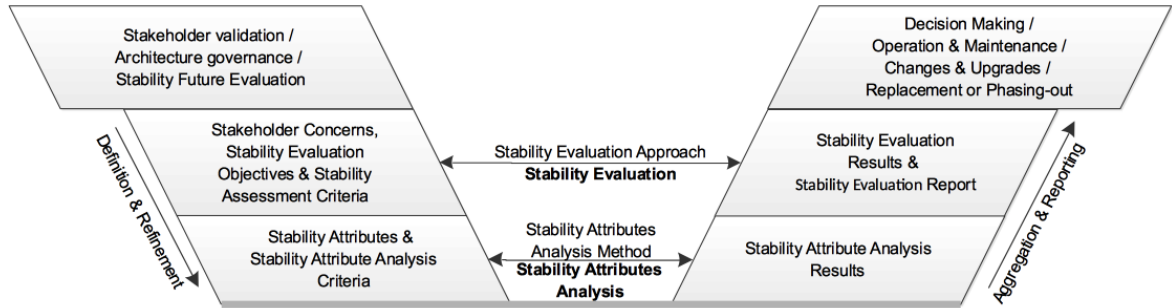 Stakeholder validation /
Architecture governance /
Stability Future Evaluation
Decision Making /
Operation & Maintenance /
Changes & Upgrades /
Replacement or Phasing-out
Definition & Refinement
Stakeholder Concerns,
Stability Evaluation
Objectives & Stability
Assessment Criteria
Stability Evaluation Approach
Stability Evaluation
Stability Evaluation
Results &
Stability Evaluation Report
Aggregation & Reporting
Stability Attributes &
Stability Attribute Analysis
Criteria
Stability Attributes
Analysis Method
Stability Attributes
Analysis
Stability Attribute Analysis
Results